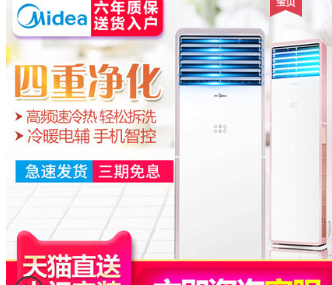 Midea
六年质保
送货入户
宝贝
四重净化
高频速冷热 轻松拆洗
冷暖电辅 手机智控
急速发货 三期免息
天猫直送